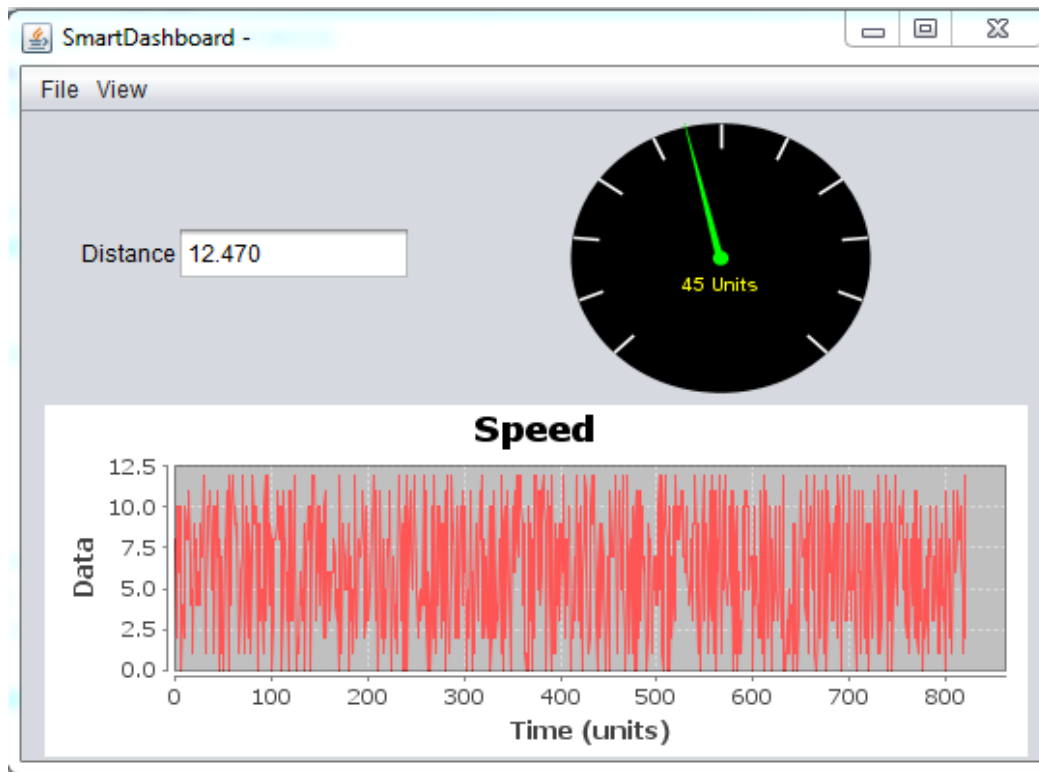 SmartDashboard -
File View
Distance 12.470
45 Units
Speed
12.5
10.0
7.5
5.0
2.5
0.0
Data
0 100 200 300 400 500 600 700 800
Time (units)